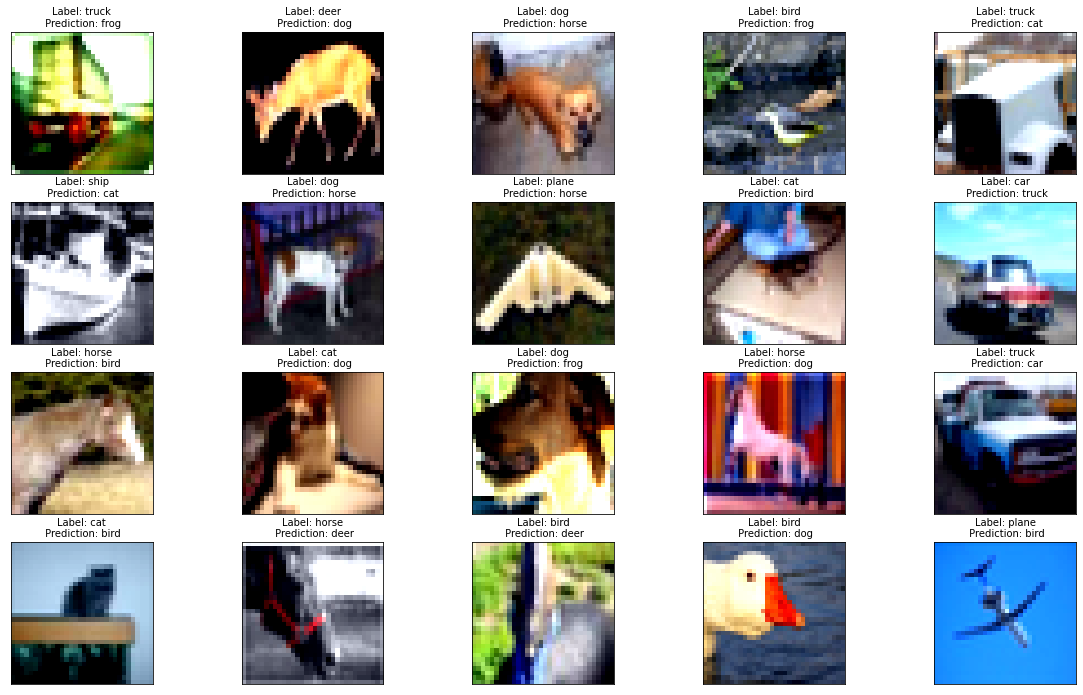 Label: truck
Prediction: frog
Label: deer
Prediction: dog
Label: dog
Prediction: horse
Label: bird
Prediction: frog
Label: truck
Prediction: cat
Label: ship
Prediction: cat
Label: dog
Prediction: horse
Label: plane
Prediction: horse
Label: cat
Prediction: bird
Label: car
Prediction: truck
Label: horse
Prediction: bird
Label: cat
Prediction: dog
Label: dog
Prediction: frog
Label: horse
Prediction: dog
Label: truck
Prediction: car
Label: cat
Prediction: bird
Label: horse
Prediction: deer
Label: bird
Prediction: deer
Label: bird
Prediction: dog
Label: plane
Prediction: bird